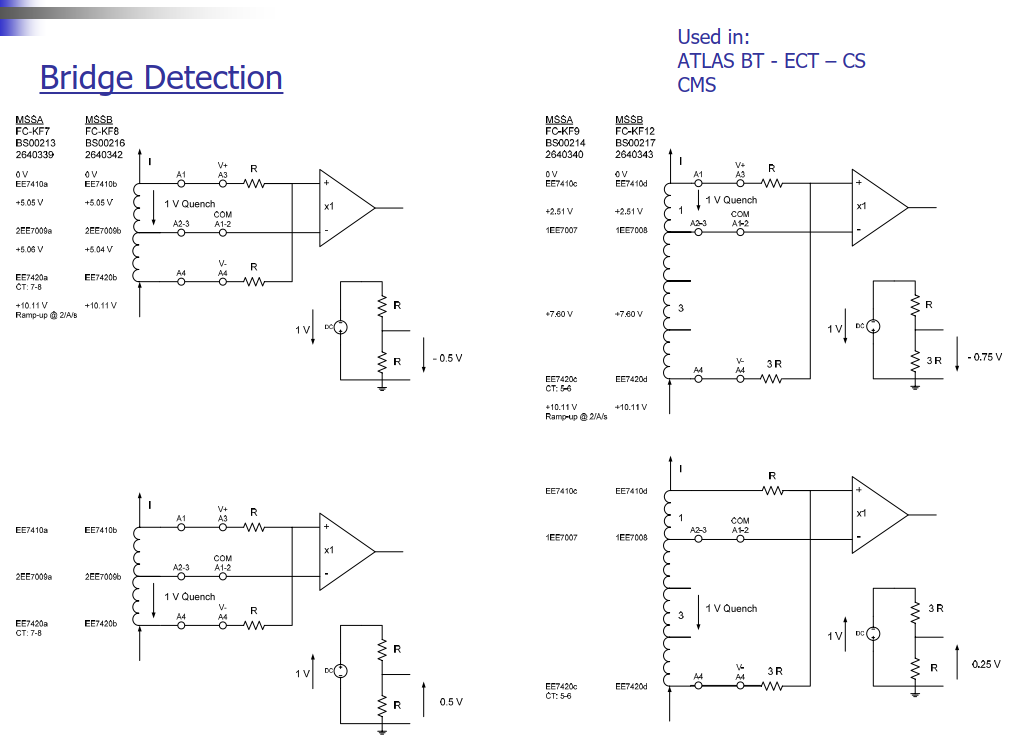 Used in:
ATLAS BT - ECT – CS
CMS
Bridge Detection
MSSA MSSB
FC-KF7 FC-KF8
BS00213 BS00216
2640339 2640342
I
V+
A1 A3 R
0 V 0 V
EE7410a EE7410b
+5.05 V +5.05 V
1 V Quench
+
x1
-
COM
A2-3 A1-2
2EE7009a 2EE7009b
+5.06 V +5.04 V
V-
A4 A4 R
EE7420a EE7420b
CT: 7-8
+10.11 V +10.11 V
Ramp-up @ 2/A/s
1 V
DC
R
R
- 0.5 V
MSSA MSSB
FC-KF9 FC-KF12
BS00214 BS00217
2640340 2640343
I
V+
A1 A3 R
0 V 0 V
EE7410c EE7410d
1 V Quench
+2.51 V +2.51 V
1
+
x1
-
COM
A2-3 A1-2
1EE7007 1EE7008
3
+7.60 V +7.60 V
V-
A4 A4 3 R
EE7420c EE7420d
CT: 5-6
+10.11 V +10.11 V
Ramp-up @ 2/A/s
1 V
DC
R
3 R
- 0.75 V
I
V+
A1 A3 R
EE7410a EE7410b
+
x1
-
COM
A2-3 A1-2
2EE7009a 2EE7009b
1 V Quench
V-
A4 A4 R
EE7420a EE7420b
CT: 7-8
1 V
DC
R
R
0.5 V
I
R
EE7410c EE7410d
1
+
x1
-
COM
A2-3 A1-2
1EE7007 1EE7008
3
1 V Quench
V-
A4 A4 3 R
EE7420c EE7420d
CT: 5-6
1 V
DC
3 R
R
0.25 V